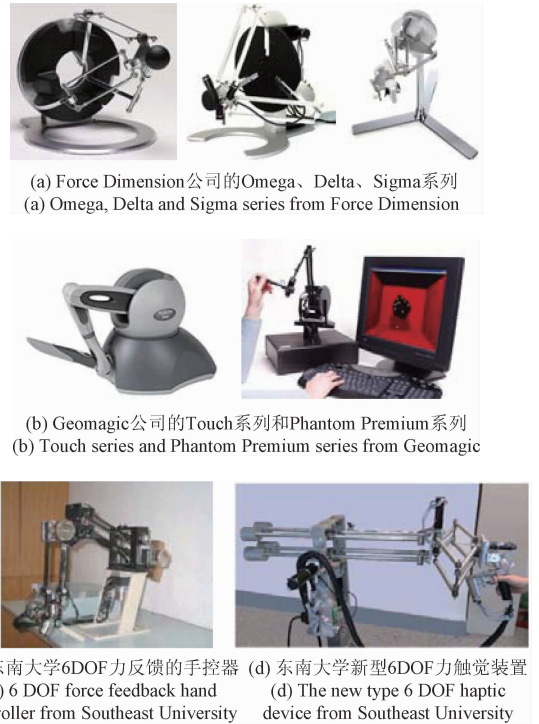 (a) Force Dimension公司的Omega、Delta、Sigma系列
(a) Omega, Delta and Sigma series from Force Dimension
(b) Geomagic公司的Touch系列和Phantom Premium系列
(b) Touch series and Phantom Premium series from Geomagic
东南大学6DOF力反馈的手控器
) 6 DOF force feedback hand
roller from Southeast University
(d) 东南大学新型6DOF力触觉装置
(d) The new type 6 DOF haptic
device from Southeast University